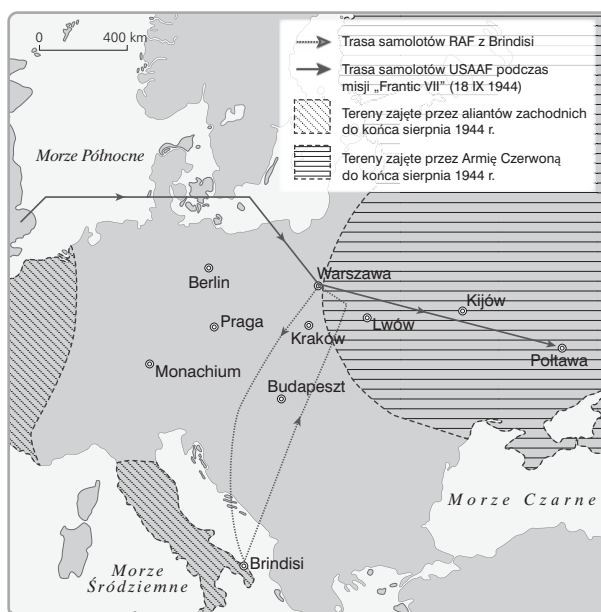 0 400 km
Trasa samolotów RAF z Brindisi
Trasa samolotów USAAF podczas
misji „Frantic VII” (18 IX 1944)
Tereny zajęte przez aliantów zachodnich
do końca sierpnia 1944 r.
Tereny zajęte przez Armię Czerwoną
do końca sierpnia 1944 r.
Morze Północne
Berlin
Warszawa
Praga
Kraków
Lwów
Kijów
Połtawa
Monachium
Budapeszt
Morze Czarne
Brindisi
Morze
Śródziemne